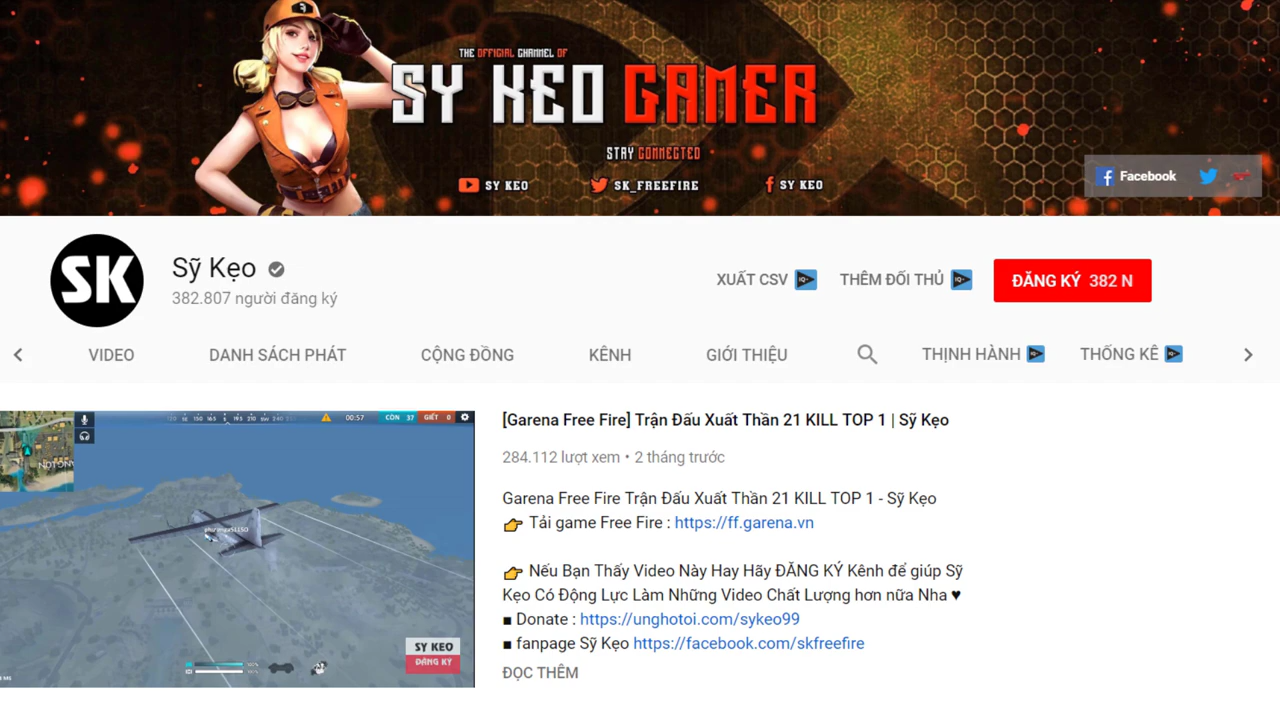 THE OFFICIAL CHANNEL OF
SY KEO GAMER
STAY CONNECTED
SY KEO
SK_FREEFIRE
SY KEO
Facebook
SK
Sỹ Kẹo
382.807 người đăng ký
XUẤT CSV
THÊM ĐỐI THỦ
ĐĂNG KÝ 382 N
VIDEO
DANH SÁCH PHÁT
CỘNG ĐỒNG
KÊNH
GIỚI THIỆU
THỊNH HÀNH
THỐNG KÊ
00:57
CÒN 37
GIẾT 0
SY KEO
ĐĂNG KÝ
[Garena Free Fire] Trận Đấu Xuất Thần 21 KILL TOP 1 | Sỹ Kẹo
284.112 lượt xem • 2 tháng trước
Garena Free Fire Trận Đấu Xuất Thần 21 KILL TOP 1 - Sỹ Kẹo
👉 Tải game Free Fire : https://ff.garena.vn
👉 Nếu Bạn Thấy Video Này Hay Hãy ĐĂNG KÝ Kênh để giúp Sỹ
Kẹo Có Động Lực Làm Những Video Chất Lượng hơn nữa Nha ♥
■ Donate : https://unghotoi.com/sykeo99
■ fanpage Sỹ Kẹo https://facebook.com/skfreefire
ĐỌC THÊM